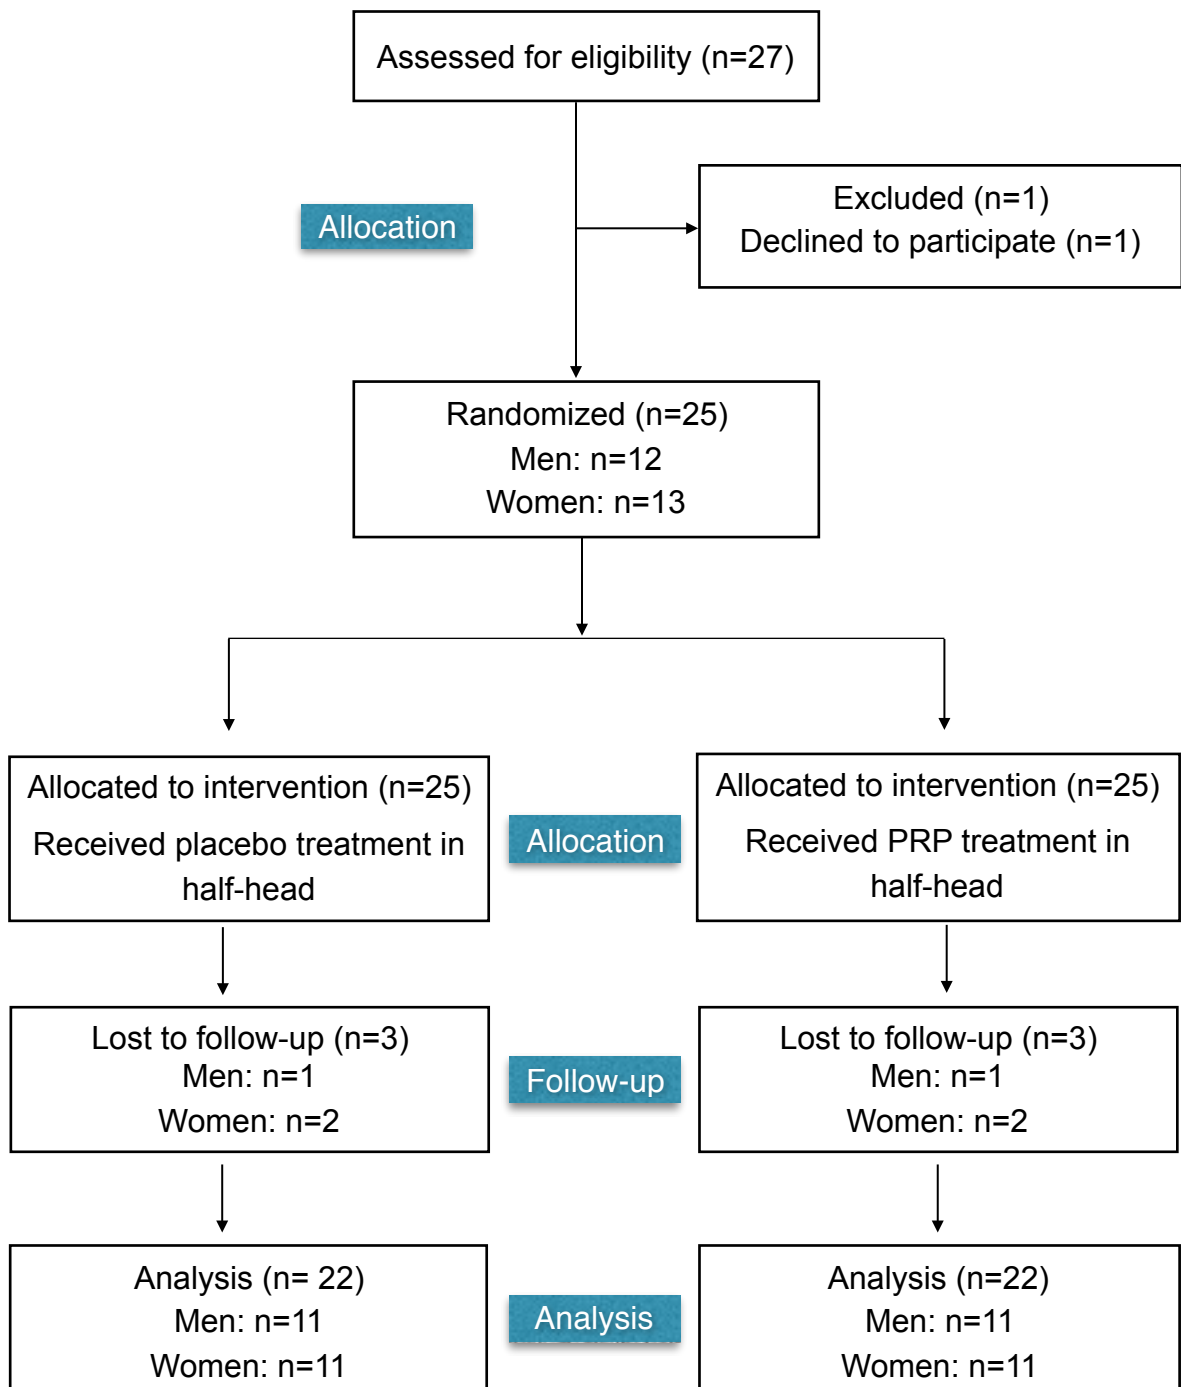 Assessed for eligibility (n=27)
Allocation
Excluded (n=1)
Declined to participate (n=1)
Randomized (n=25)
Men: n=12
Women: n=13
Allocated to intervention (n=25)
Received placebo treatment in
half-head
Allocation
Allocated to intervention (n=25)
Received PRP treatment in
half-head
Lost to follow-up (n=3)
Men: n=1
Women: n=2
Follow-up
Lost to follow-up (n=3)
Men: n=1
Women: n=2
Analysis (n= 22)
Men: n=11
Women: n=11
Analysis
Analysis (n=22)
Men: n=11
Women: n=11